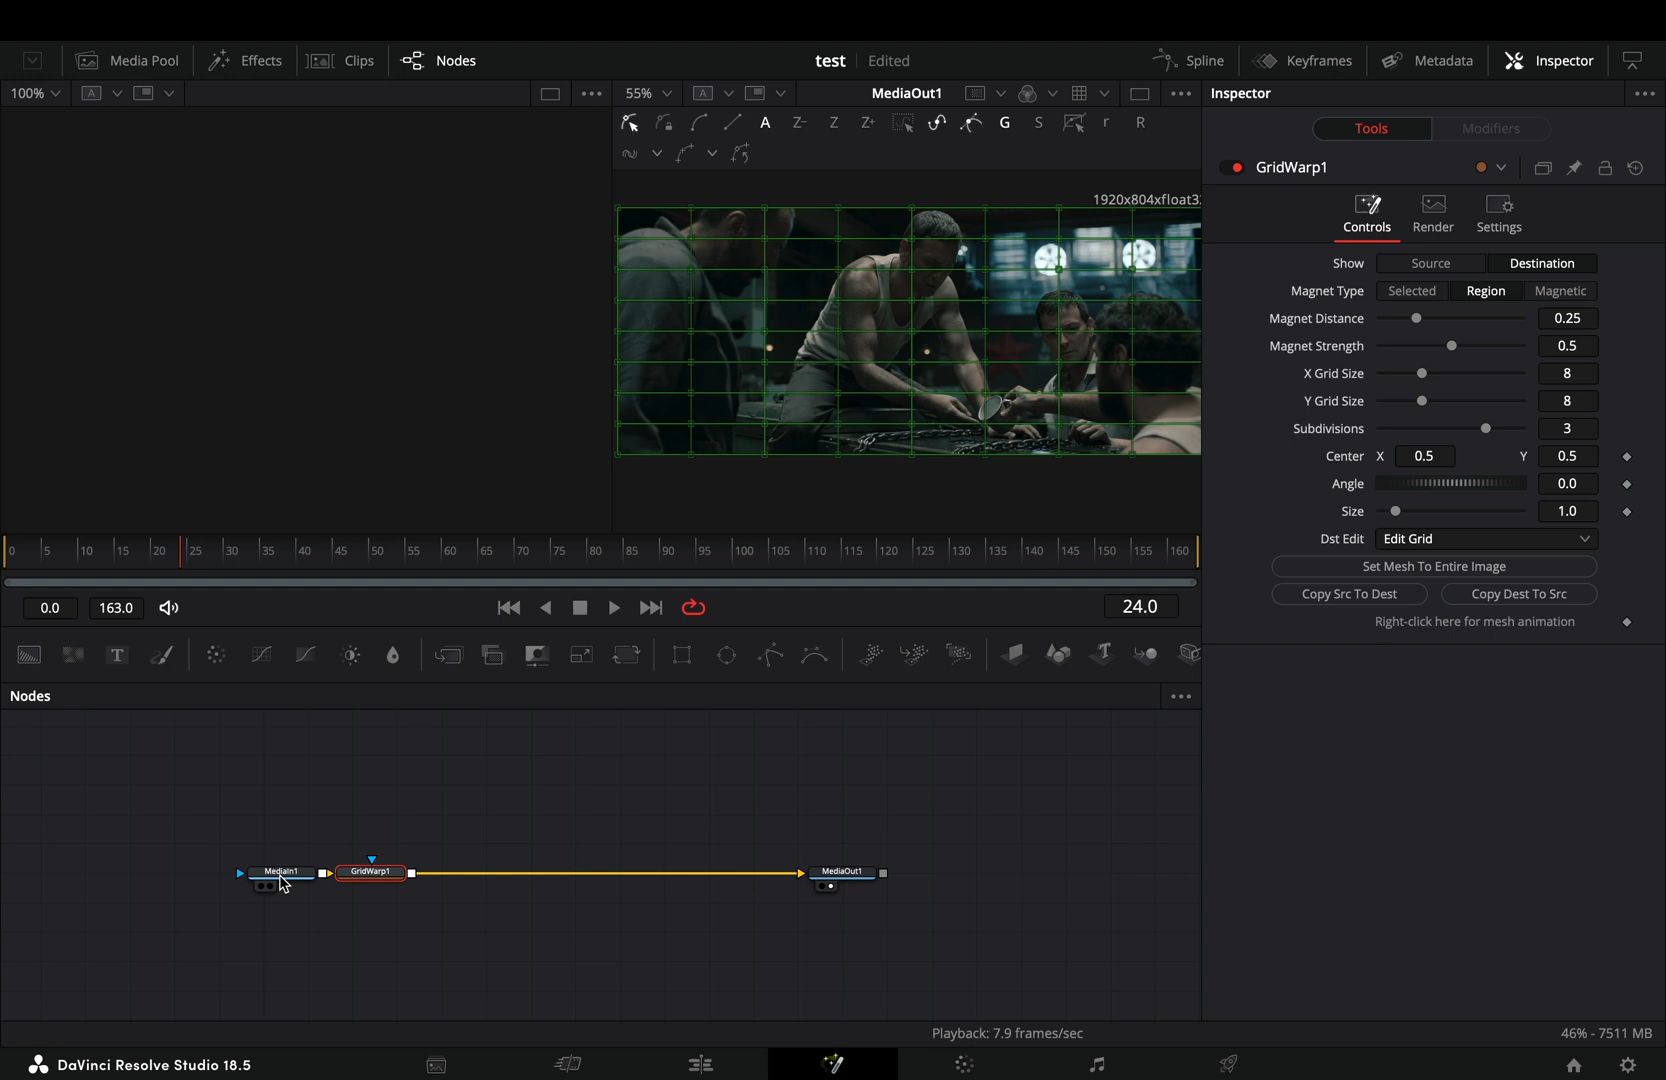 Media Pool Effects Clips Nodes test Edited Spline Keyframes Metadata Inspector
100% A 55% A MediaOut1 Inspector
A Z- Z Z+ G S r R Tools Modifiers
GridWarp1
1920x804xfloat3
Controls Render Settings
Show Source Destination
Magnet Type Selected Region Magnetic
Magnet Distance 0.25
Magnet Strength 0.5
X Grid Size 8
Y Grid Size 8
Subdivisions 3
Center X 0.5 Y 0.5
Angle 0.0
Size 1.0
Dst Edit Edit Grid
Set Mesh To Entire Image
Copy Src To Dest Copy Dest To Src
Right-click here for mesh animation
0 5 10 15 20 25 30 35 40 45 50 55 60 65 70 75 80 85 90 95 100 105 110 115 120 125 130 135 140 145 150 155 160
0.0 163.0 24.0
T T
Nodes
MediaIn1 GridWarp1 MediaOut1
Playback: 7.9 frames/sec 46% - 7511 MB
DaVinci Resolve Studio 18.5